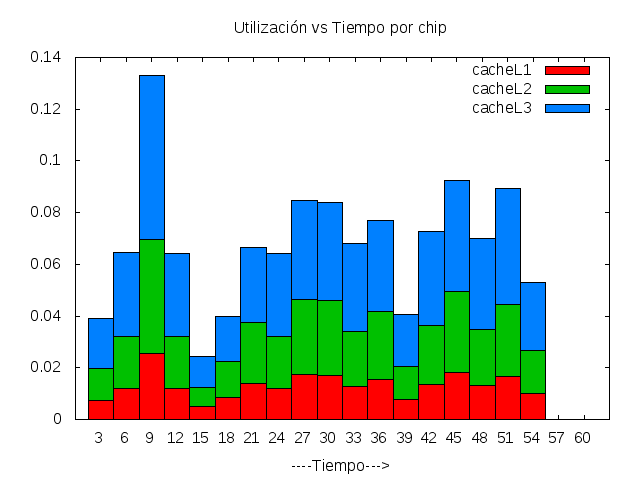 Utilización vs Tiempo por chip
0.14
0.12
0.1
0.08
0.06
0.04
0.02
0
cacheL1
cacheL2
cacheL3
3 6 9 12 15 18 21 24 27 30 33 36 39 42 45 48 51 54 57 60
----Tiempo--->